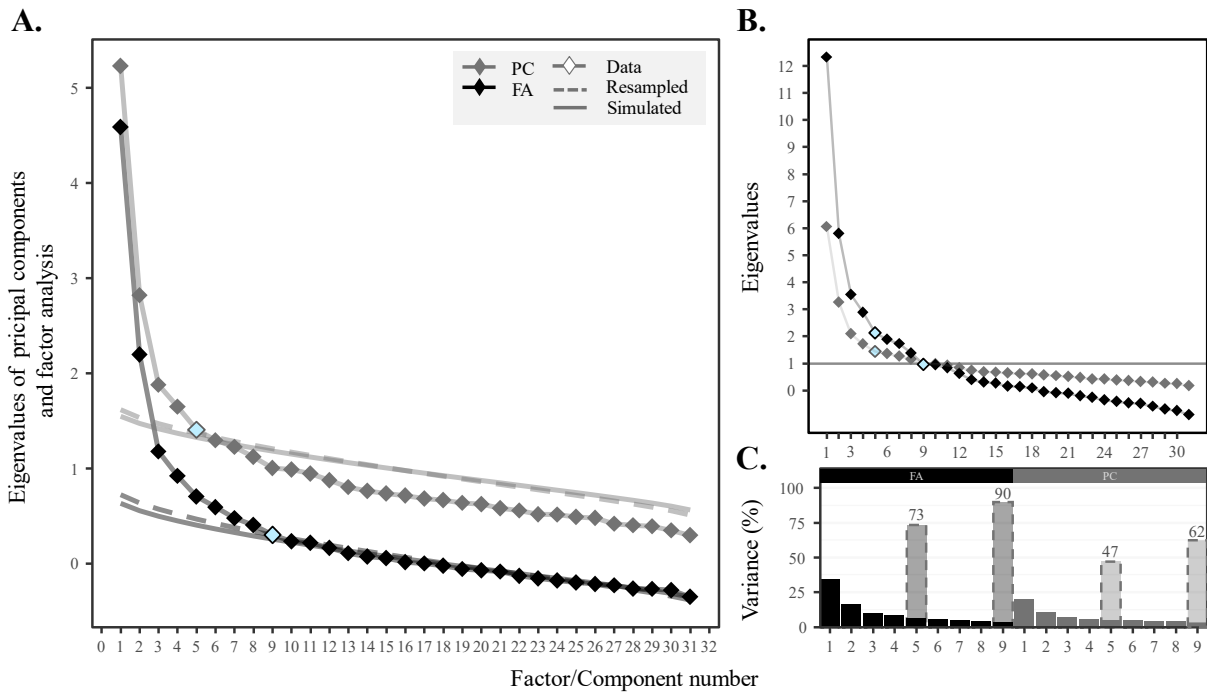 A.
Eigenvalues of pricipal components
and factor analysis
5
4
3
2
1
0
PC
FA
Data
Resampled
Simulated
0 1 2 3 4 5 6 7 8 9 10 11 12 13 14 15 16 17 18 19 20 21 22 23 24 25 26 27 28 29 30 31 32
Factor/Component number
B.
Eigenvalues
12
11
10
9
8
7
6
5
4
3
2
1
0
1 3 6 9 12 15 18 21 24 27 30
C.
Variance (%)
FA PC
100
75
50
25
0
73
90
47
62
1 2 3 4 5 6 7 8 9 1 2 3 4 5 6 7 8 9